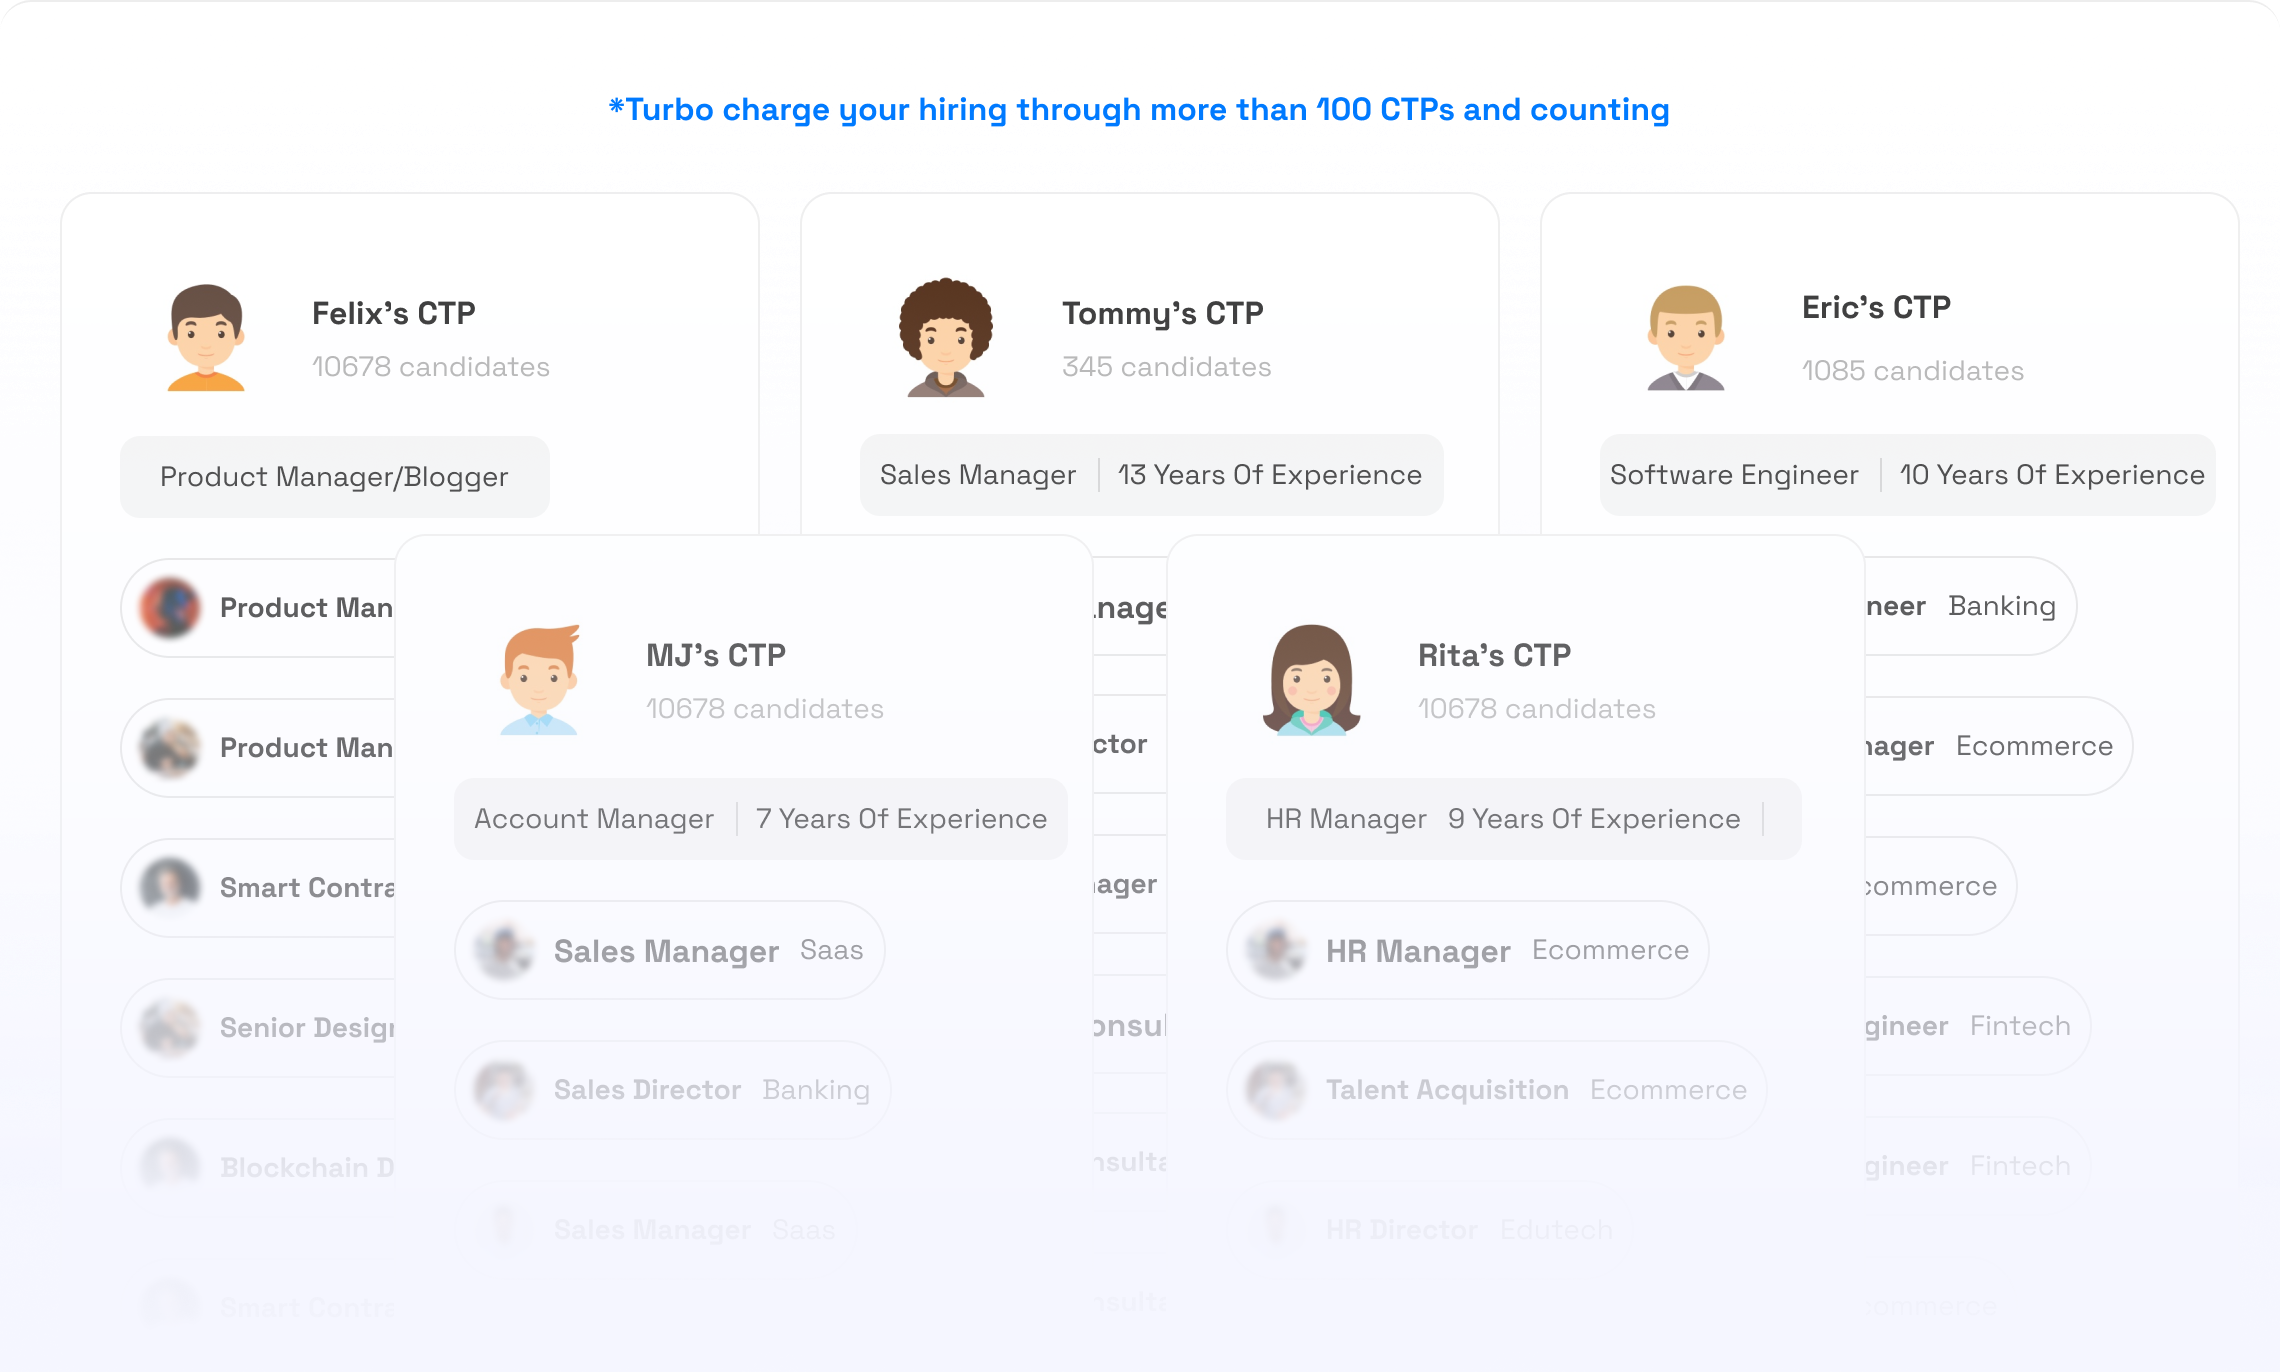 *Turbo charge your hiring through more than 100 CTPs and counting
Felix's CTP
10678 candidates
Product Manager/Blogger
Product Man
Product Man
Smart Contra
Senior Desig
Blockchain D
Smart Contra
Tommy's CTP
345 candidates
Sales Manager 13 Years Of Experience
nage
ctor
ager
onsul
nsulta
nsulta
Eric's CTP
1085 candidates
Software Engineer 10 Years Of Experience
neer Banking
nager Ecommerce
commerce
gineer Fintech
gineer Fintech
commerce
MJ's CTP
10678 candidates
Account Manager 7 Years Of Experience
Sales Manager Saas
Sales Director Banking
Sales Manager Saas
Rita's CTP
10678 candidates
HR Manager 9 Years Of Experience
HR Manager Ecommerce
Talent Acquisition Ecommerce
HR Director Edutech